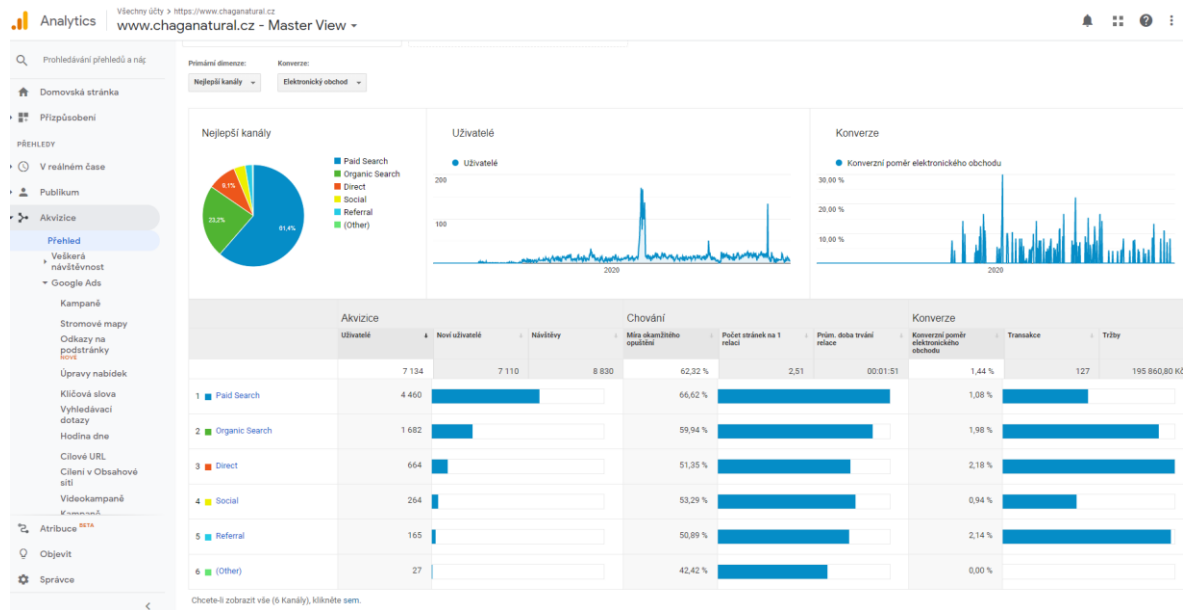 Analytics
Všechny účty > https://www.chaganatural.cz
www.chaganatural.cz - Master View
Prohledávání přehledů a náp
Domovská stránka
Přizpůsobení
PŘEHLEDY
V reálném čase
Publikum
Akvizice
Přehled
Veškerá
návštěvnost
Google Ads
Kampaně
Stromové mapy
Odkazy na
podstránky
NOVÉ
Úpravy nabídek
Klíčová slova
Vyhledávací
dotazy
Hodina dne
Cílové URL
Cílení v Obsahové
síti
Videokampaně
Kampaně
Atribuce BETA
Objevit
Správce
Primární dimenze:
Konverze:
Nejlepší kanály
Elektronický obchod
Nejlepší kanály
Paid Search
Organic Search
Direct
Social
Referral
(Other)
9,1%
23,2%
61,4%
Uživatelé
Uživatelé
200
100
2020
Konverze
Konverzní poměr elektronického obchodu
30,00 %
20,00 %
10,00 %
2020
Akvizice
Chování
Konverze
Uživatelé
Noví uživatelé
Návštěvy
Míra okamžitého
opuštění
Počet stránek na 1
relaci
Prům. doba trvání
relace
Konverzní poměr
elektronického
obchodu
Transakce
Tržby
7 134 7 110 8 830 62,32 % 2,51 00:01:51 1,44 % 127 195 860,80 Kč
1 Paid Search 4 460 66,62 % 1,08 %
2 Organic Search 1 682 59,94 % 1,98 %
3 Direct 664 51,35 % 2,18 %
4 Social 264 53,29 % 0,94 %
5 Referral 165 50,89 % 2,14 %
6 (Other) 27 42,42 % 0,00 %
Chcete-li zobrazit vše (6 Kanály), klikněte sem.